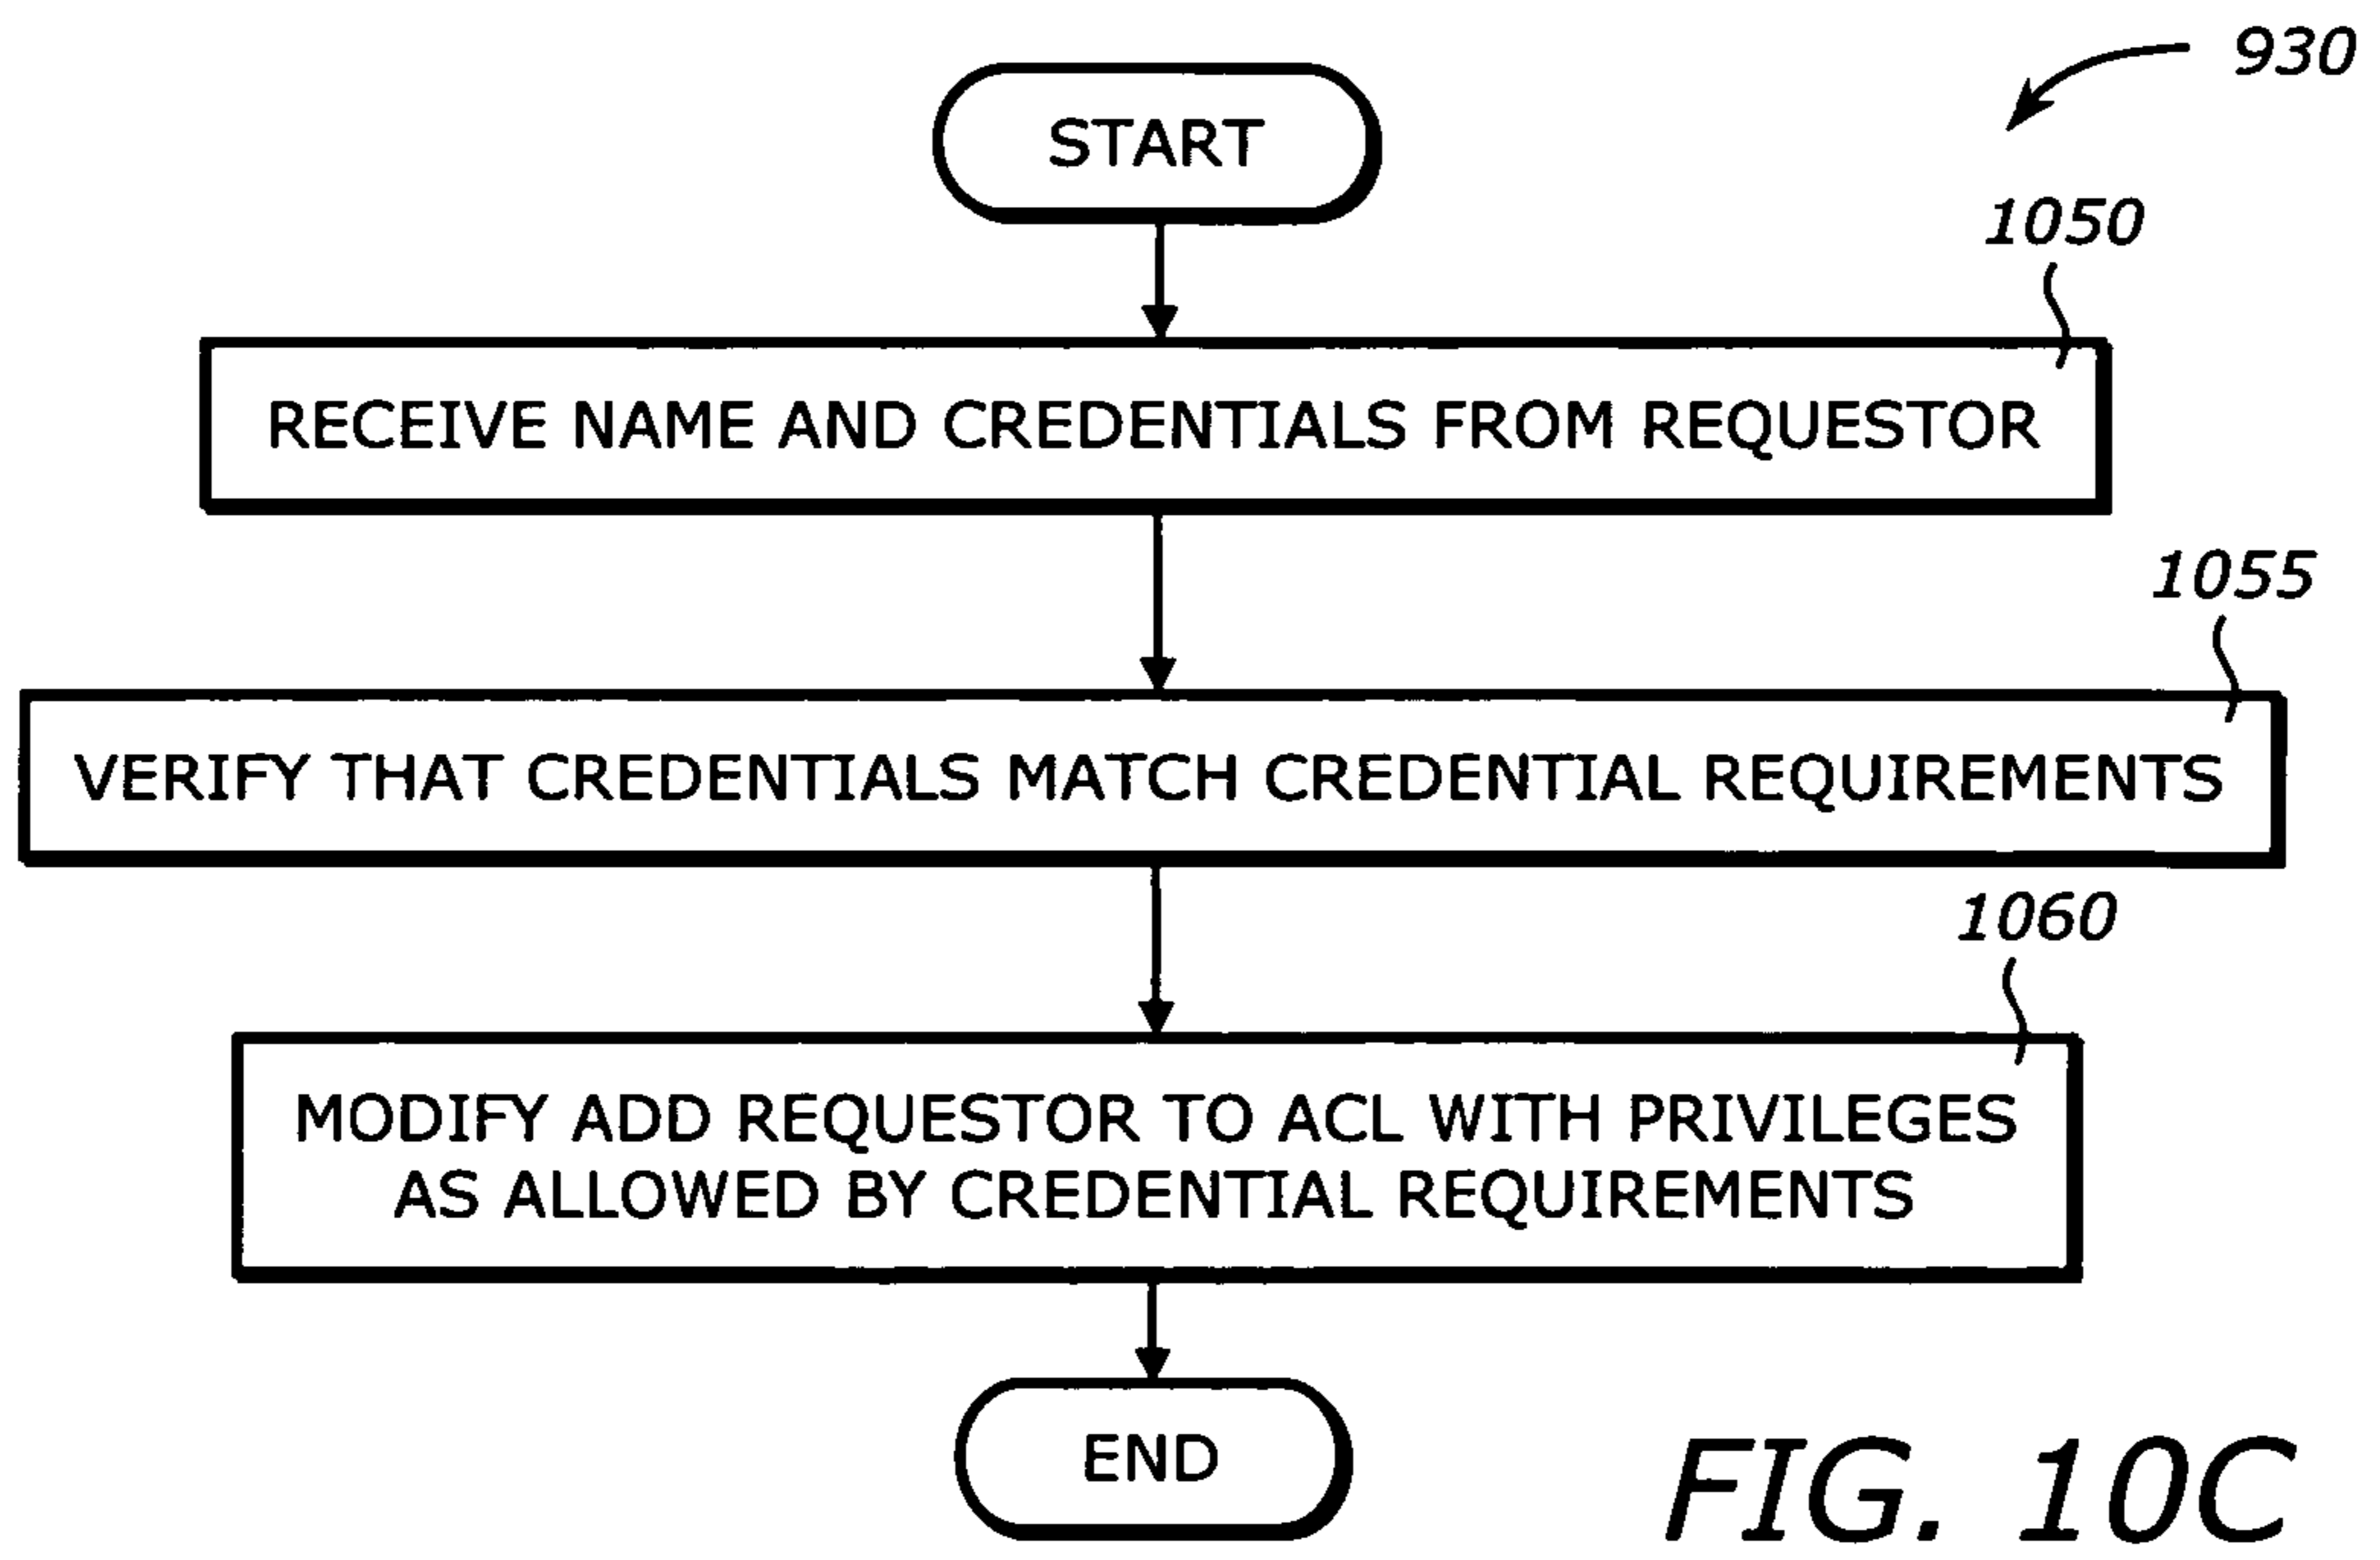 930
START
1050
RECEIVE NAME AND CREDENTIALS FROM REQUESTOR
1055
VERIFY THAT CREDENTIALS MATCH CREDENTIAL REQUIREMENTS
1060
MODIFY ADD REQUESTOR TO ACL WITH PRIVILEGES
AS ALLOWED BY CREDENTIAL REQUIREMENTS
END
FIG. 10C